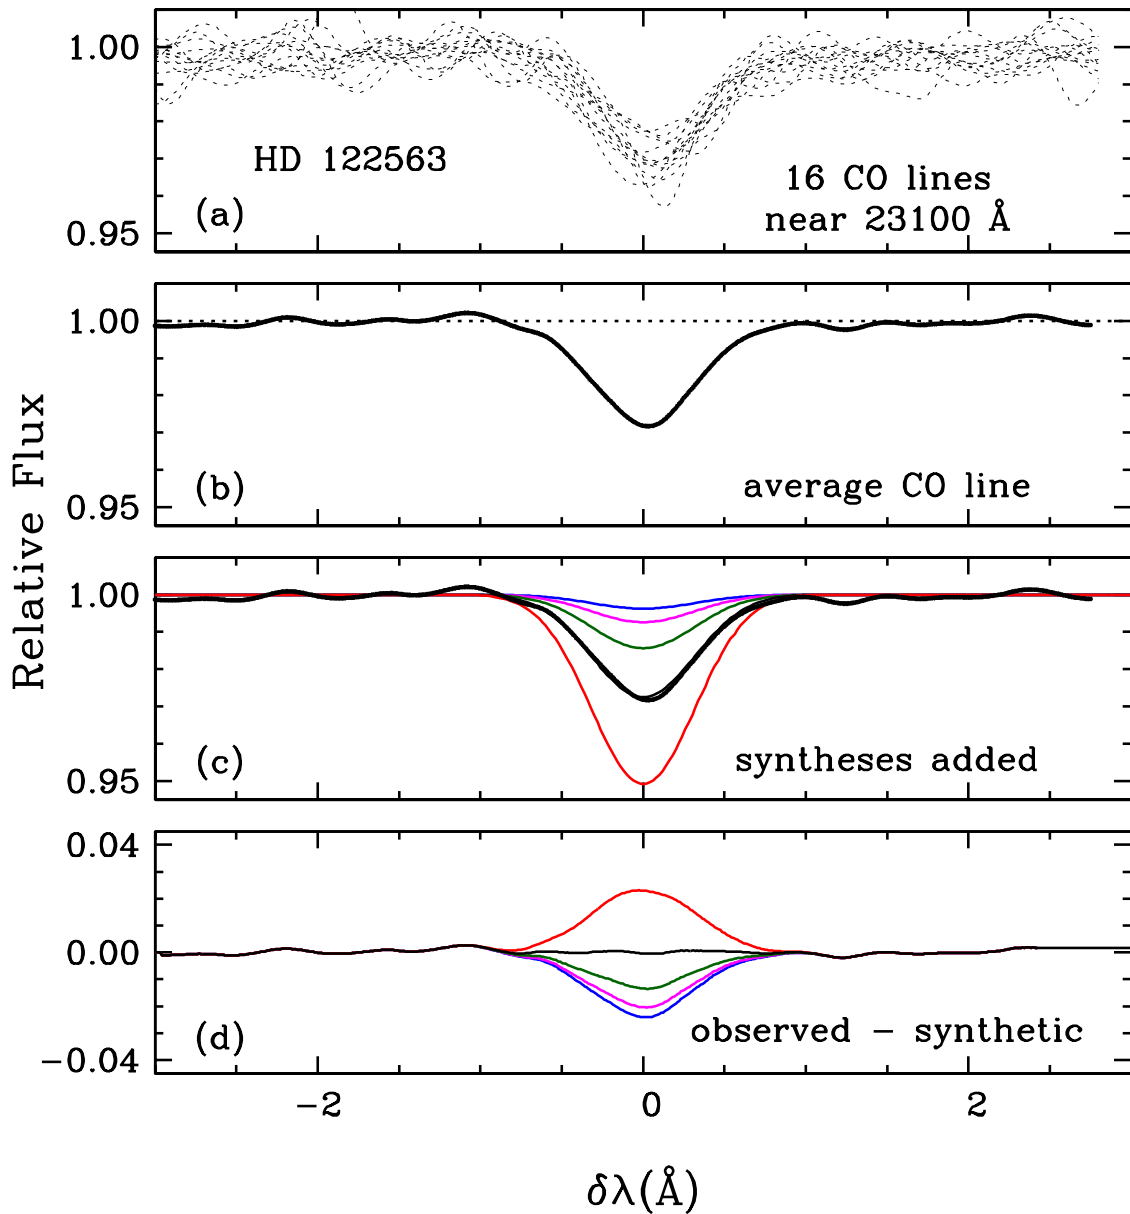 Relative Flux
1.00
0.95
HD 122563
16 CO lines
near 23100 Å
(a)
1.00
0.95
(b)
average CO line
1.00
0.95
(c)
syntheses added
0.04
0.00
−0.04
(d)
observed − synthetic
−2
0
2
δλ(Å)